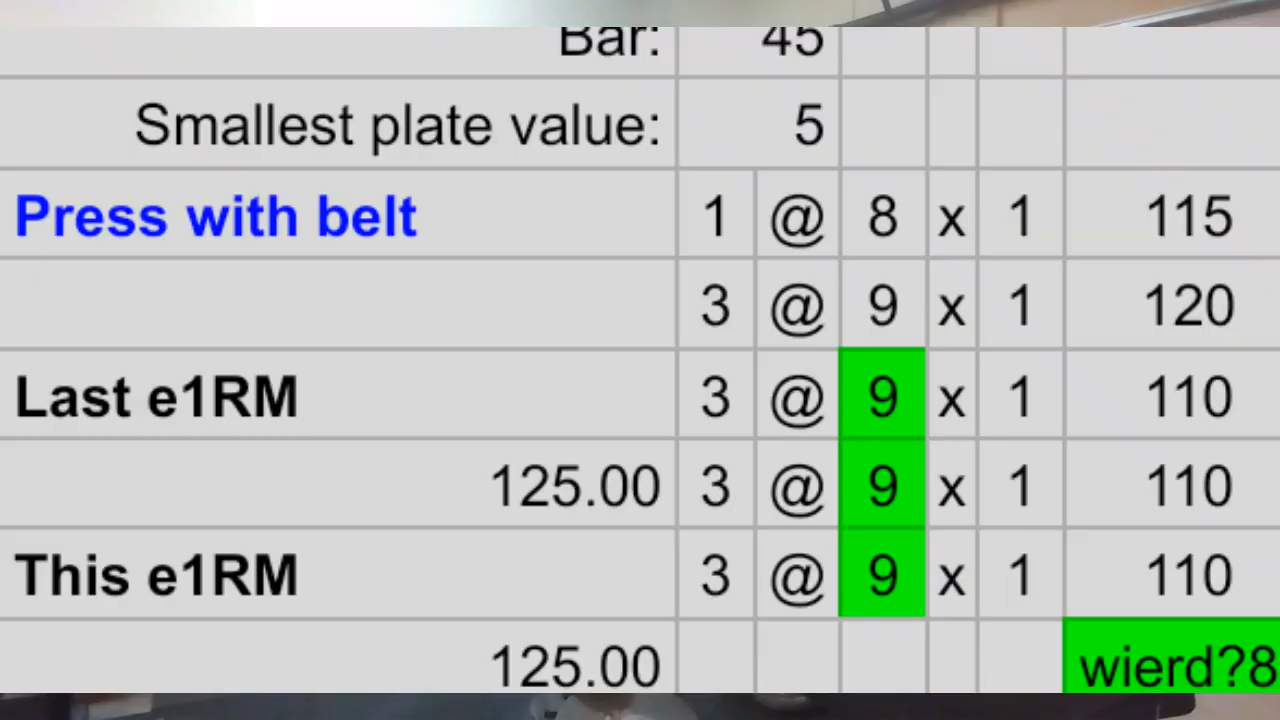 Bar: 45
Smallest plate value: 5
Press with belt 1 @ 8 x 1 115
3 @ 9 x 1 120
Last e1RM 3 @ 9 x 1 110
125.00 3 @ 9 x 1 110
This e1RM 3 @ 9 x 1 110
125.00 wierd?8